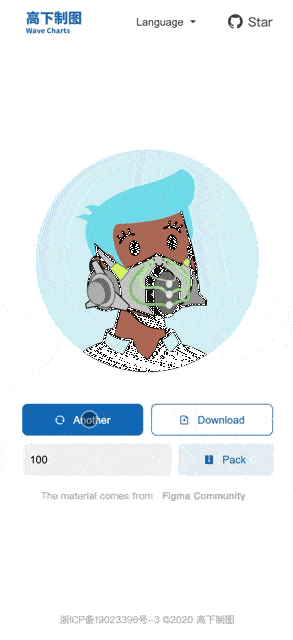 高下制图
Wave Charts
Language
Star
Another
Download
100
Pack
The material comes from Figma Community
浙ICP备19023396号-3 ©2020 高下制图